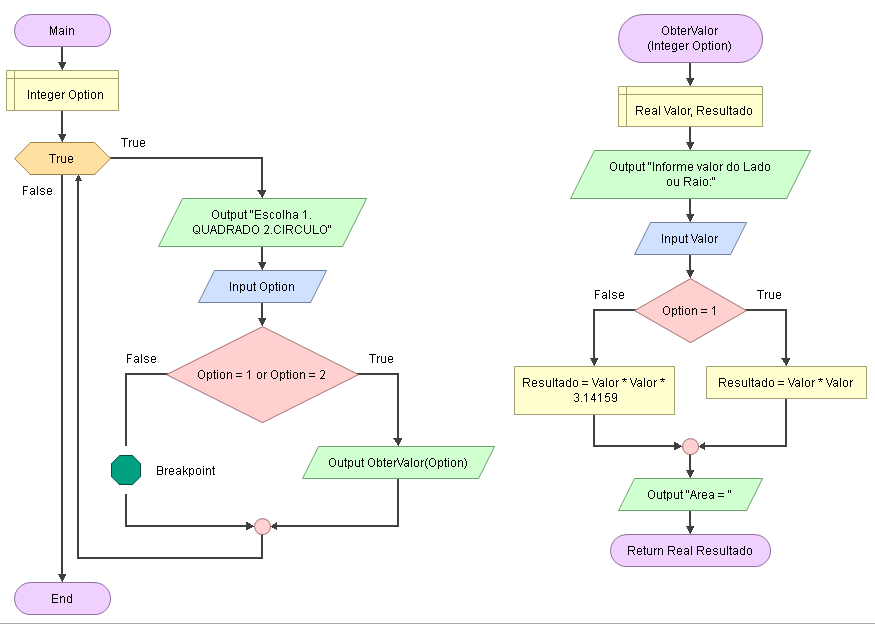 Main
Integer Option
True
True
False
Output "Escolha 1.
QUADRADO 2.CIRCULO"
Input Option
False
True
Option = 1 or Option = 2
Breakpoint
Output ObterValor(Option)
End
ObterValor
(Integer Option)
Real Valor, Resultado
Output "Informe valor do Lado
ou Raio:"
Input Valor
False
True
Option = 1
Resultado = Valor * Valor *
3.14159
Resultado = Valor * Valor
Output "Area = "
Return Real Resultado